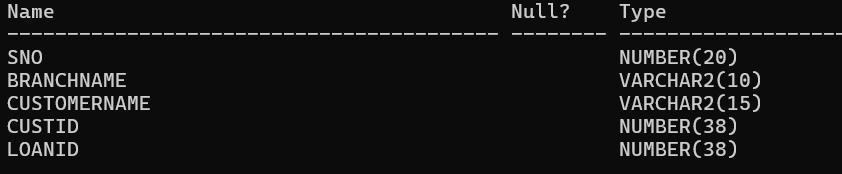 Name                                      Null?    Type
----------------------------------------- -------- ------------------
SNO                                                NUMBER(20)
BRANCHNAME                                         VARCHAR2(10)
CUSTOMERNAME                                       VARCHAR2(15)
CUSTID                                             NUMBER(38)
LOANID                                             NUMBER(38)